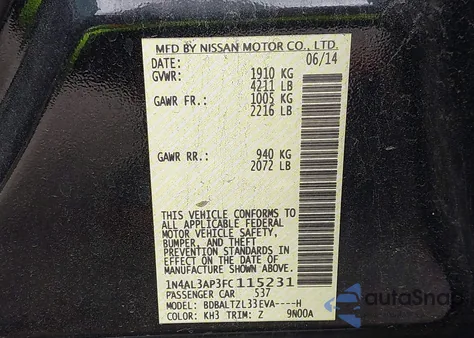 MFD BY NISSAN MOTOR CO., LTD.
DATE: 06/14
GVWR: 1910 KG
4211 LB
GAWR FR.: 1005 KG
2216 LB
GAWR RR.: 940 KG
2072 LB
THIS VEHICLE CONFORMS TO
ALL APPLICABLE FEDERAL
MOTOR VEHICLE SAFETY,
BUMPER, AND THEFT
PREVENTION STANDARDS IN
EFFECT ON THE DATE OF
MANUFACTURE SHOWN ABOVE.
1N4AL3AP3FC115231
PASSENGER CAR 537
MODEL: BDBALTZL33EVA----H
COLOR: KH3 TRIM: Z 9N00A
autoSnap